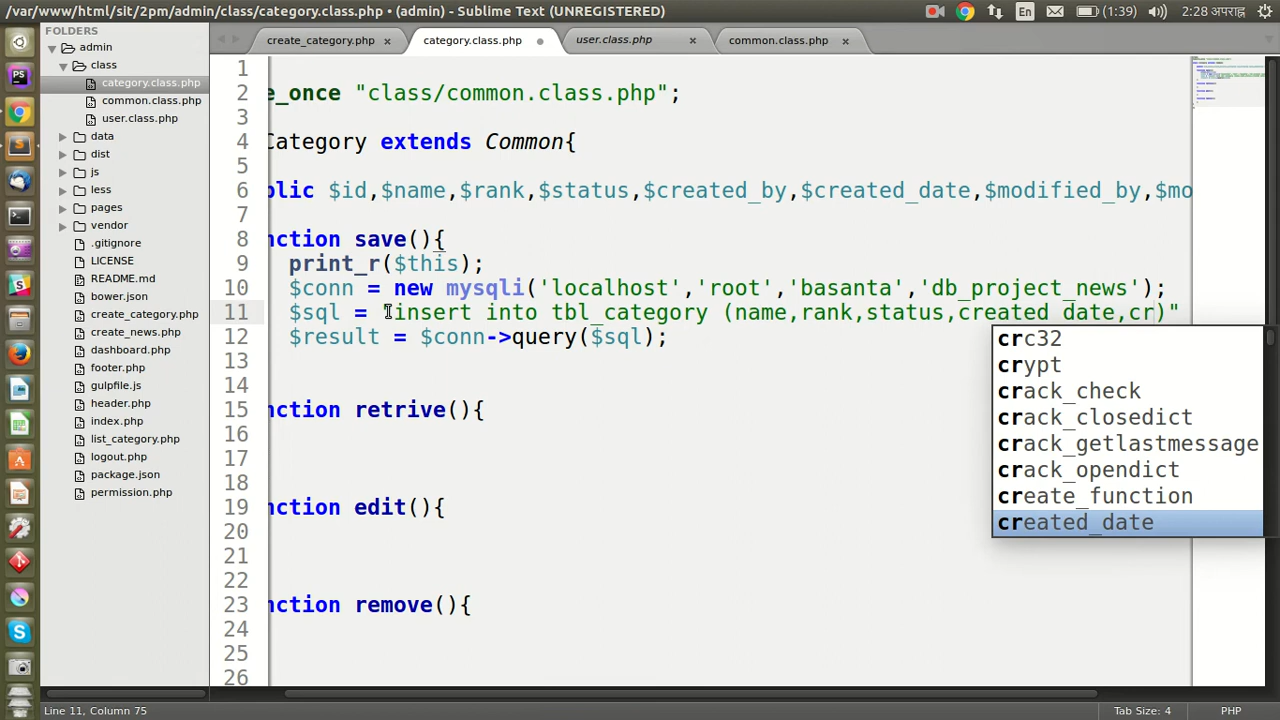 /var/www/html/sit/2pm/admin/class/category.class.php • (admin) - Sublime Text (UNREGISTERED)
En
(1:39)
2:28 अपराह्न
FOLDERS
admin
class
category.class.php
common.class.php
user.class.php
data
dist
js
less
pages
vendor
.gitignore
LICENSE
README.md
bower.json
create_category.php
create_news.php
dashboard.php
footer.php
gulpfile.js
header.php
index.php
list_category.php
logout.php
package.json
permission.php
create_category.php × category.class.php • user.class.php × common.class.php ×
1
2 e_once "class/common.class.php";
3
4 Category extends Common{
5
6 blic $id,$name,$rank,$status,$created_by,$created_date,$modified_by,$mo
7
8 nction save(){
9 print_r($this);
10 $conn = new mysqli('localhost','root','basanta','db_project_news');
11 $sql = "insert into tbl_category (name,rank,status,created_date,cr)"
12 $result = $conn->query($sql);
13
14
15 nction retrive(){
16
17
18
19 nction edit(){
20
21
22
23 nction remove(){
24
25
26
crc32
crypt
crack_check
crack_closedict
crack_getlastmessage
crack_opendict
create_function
created_date
Line 11, Column 75
Tab Size: 4
PHP